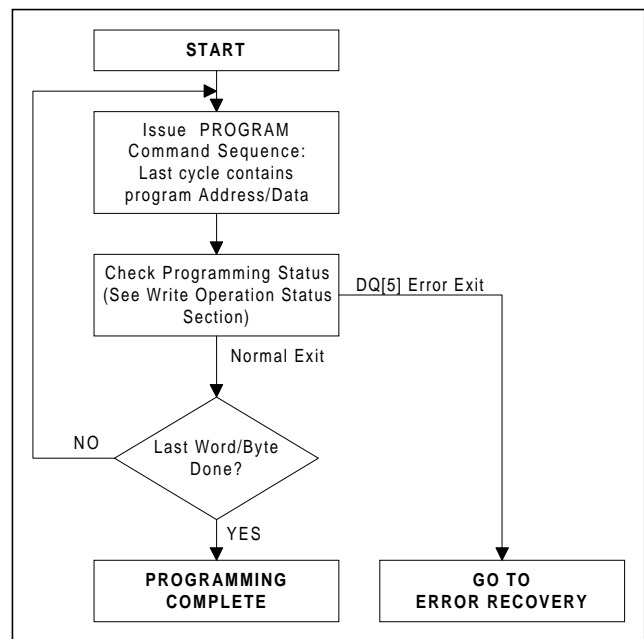 START
Issue PROGRAM
Command Sequence:
Last cycle contains
program Address/Data
Check Programming Status
(See Write Operation Status
Section)
DQ[5] Error Exit
Normal Exit
NO
Last Word/Byte
Done?
YES
PROGRAMMING
COMPLETE
GO TO
ERROR RECOVERY